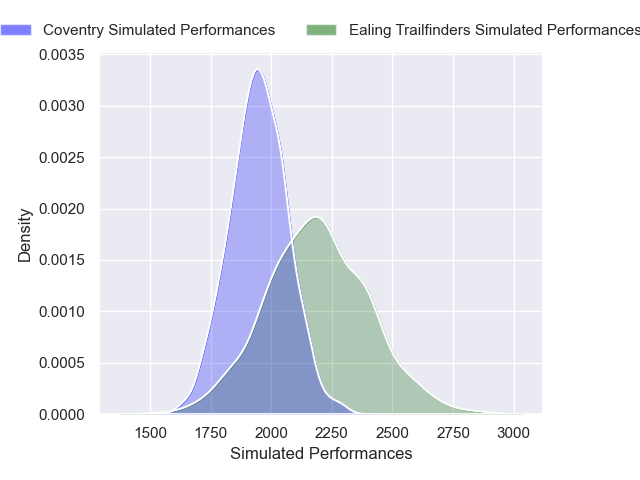 Coventry Simulated Performances
Ealing Trailfinders Simulated Performances
0.0035
0.0030
0.0025
0.0020
0.0015
0.0010
0.0005
0.0000
Density
1500 1750 2000 2250 2500 2750 3000
Simulated Performances